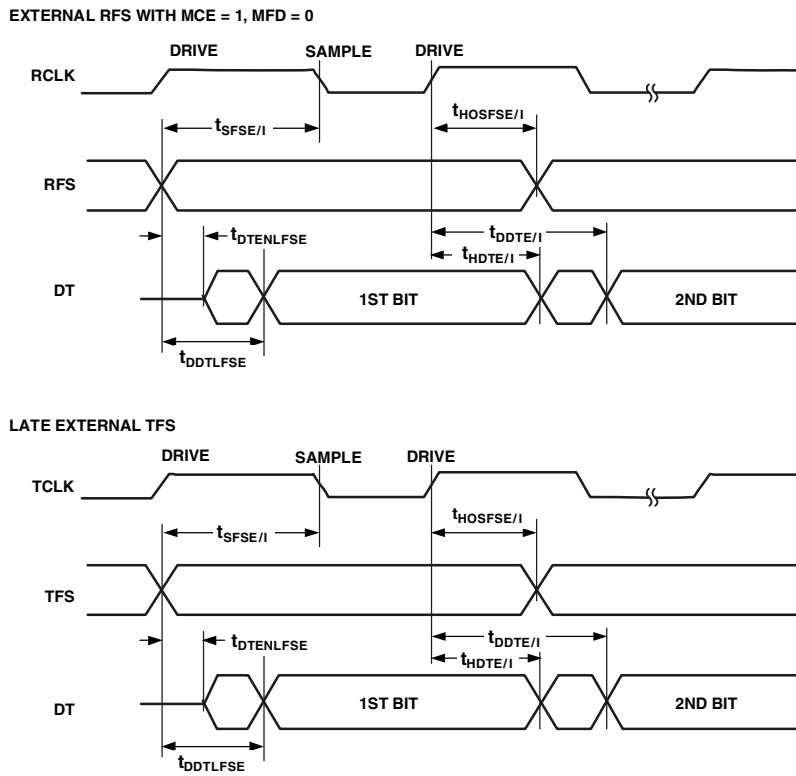 EXTERNAL RFS WITH MCE = 1, MFD = 0
DRIVE SAMPLE DRIVE
RCLK
tSFSE/I tHOSFSE/I
RFS
tDTENLFSE tDDTE/I
tHDTE/I
DT 1ST BIT 2ND BIT
tDDTLFSE
LATE EXTERNAL TFS
DRIVE SAMPLE DRIVE
TCLK
tSFSE/I tHOSFSE/I
TFS
tDTENLFSE tDDTE/I
tHDTE/I
DT 1ST BIT 2ND BIT
tDDTLFSE